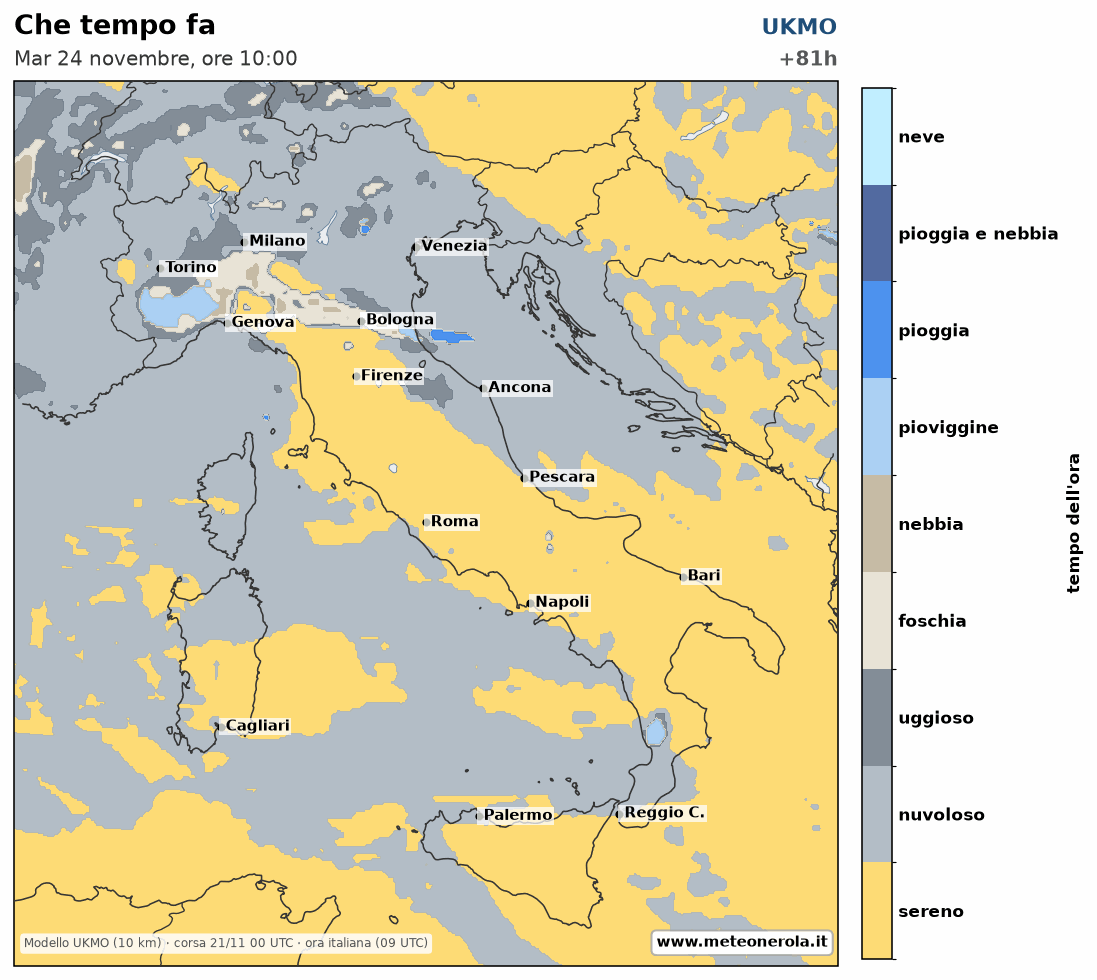 Che tempo fa
UKMO
Mar 24 novembre, ore 10:00
+81h
Milano
Venezia
Torino
Genova
Bologna
Firenze
Ancona
Pescara
Roma
Bari
Napoli
Cagliari
Palermo
Reggio C.
neve
pioggia e nebbia
pioggia
pioviggine
nebbia
foschia
uggioso
nuvoloso
sereno
tempo dell'ora
Modello UKMO (10 km) · corsa 21/11 00 UTC · ora italiana (09 UTC)
www.meteonerola.it